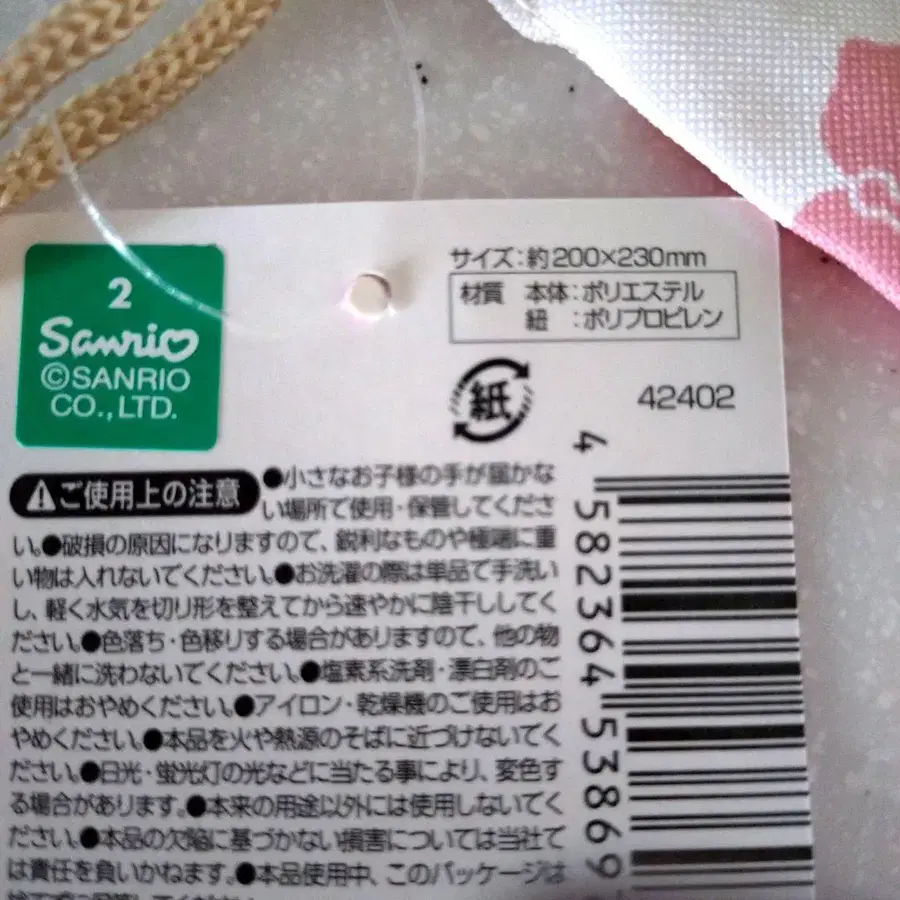 2
Sanrio
©SANRIO
CO.,LTD.
サイズ:約200×230mm
材質 本体:ポリエステル
紐 :ポリプロピレン
紙
42402
ご使用上の注意
●小さなお子様の手が届かな
い場所で使用・保管してくださ
い。●破損の原因になりますので、鋭利なものや極端に重
い物は入れないでください。●お洗濯の際は単品で手洗い
し、軽く水気を切り形を整えてから速やかに陰干ししてく
ださい。●色落ち・色移りする場合がありますので、他の物
と一緒に洗わないでください。●塩素系洗剤・漂白剤のご
使用はおやめください。●アイロン・乾燥機のご使用はお
やめください。●本品を火や熱源のそばに近づけないでく
ださい。●日光・蛍光灯の光などに当たる事により、変色す
る場合があります。●本来の用途以外には使用しないでく
ださい。●本品の欠陥に基づかない損害については当社で
は責任を負いかねます。●本品使用中、このパッケージは
4 582364 53869